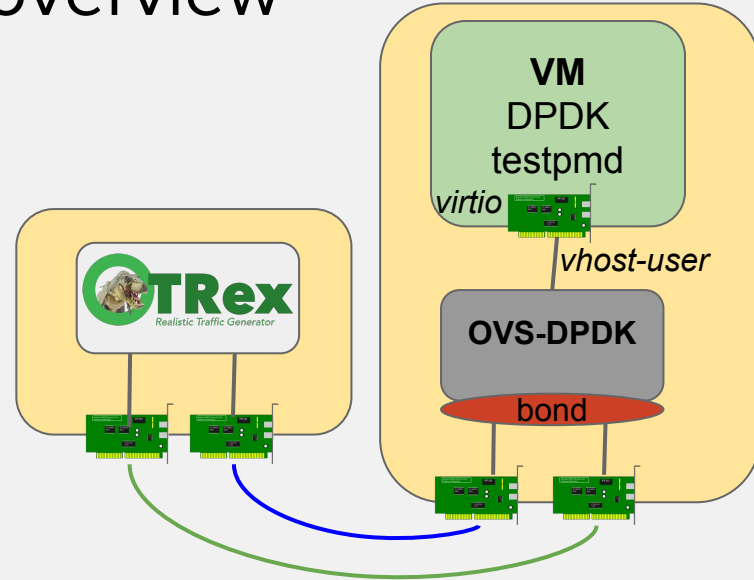 overview
VM
DPDK
testpmd
virtio
vhost-user
TRex
Realistic Traffic Generator
OVS-DPDK
bond